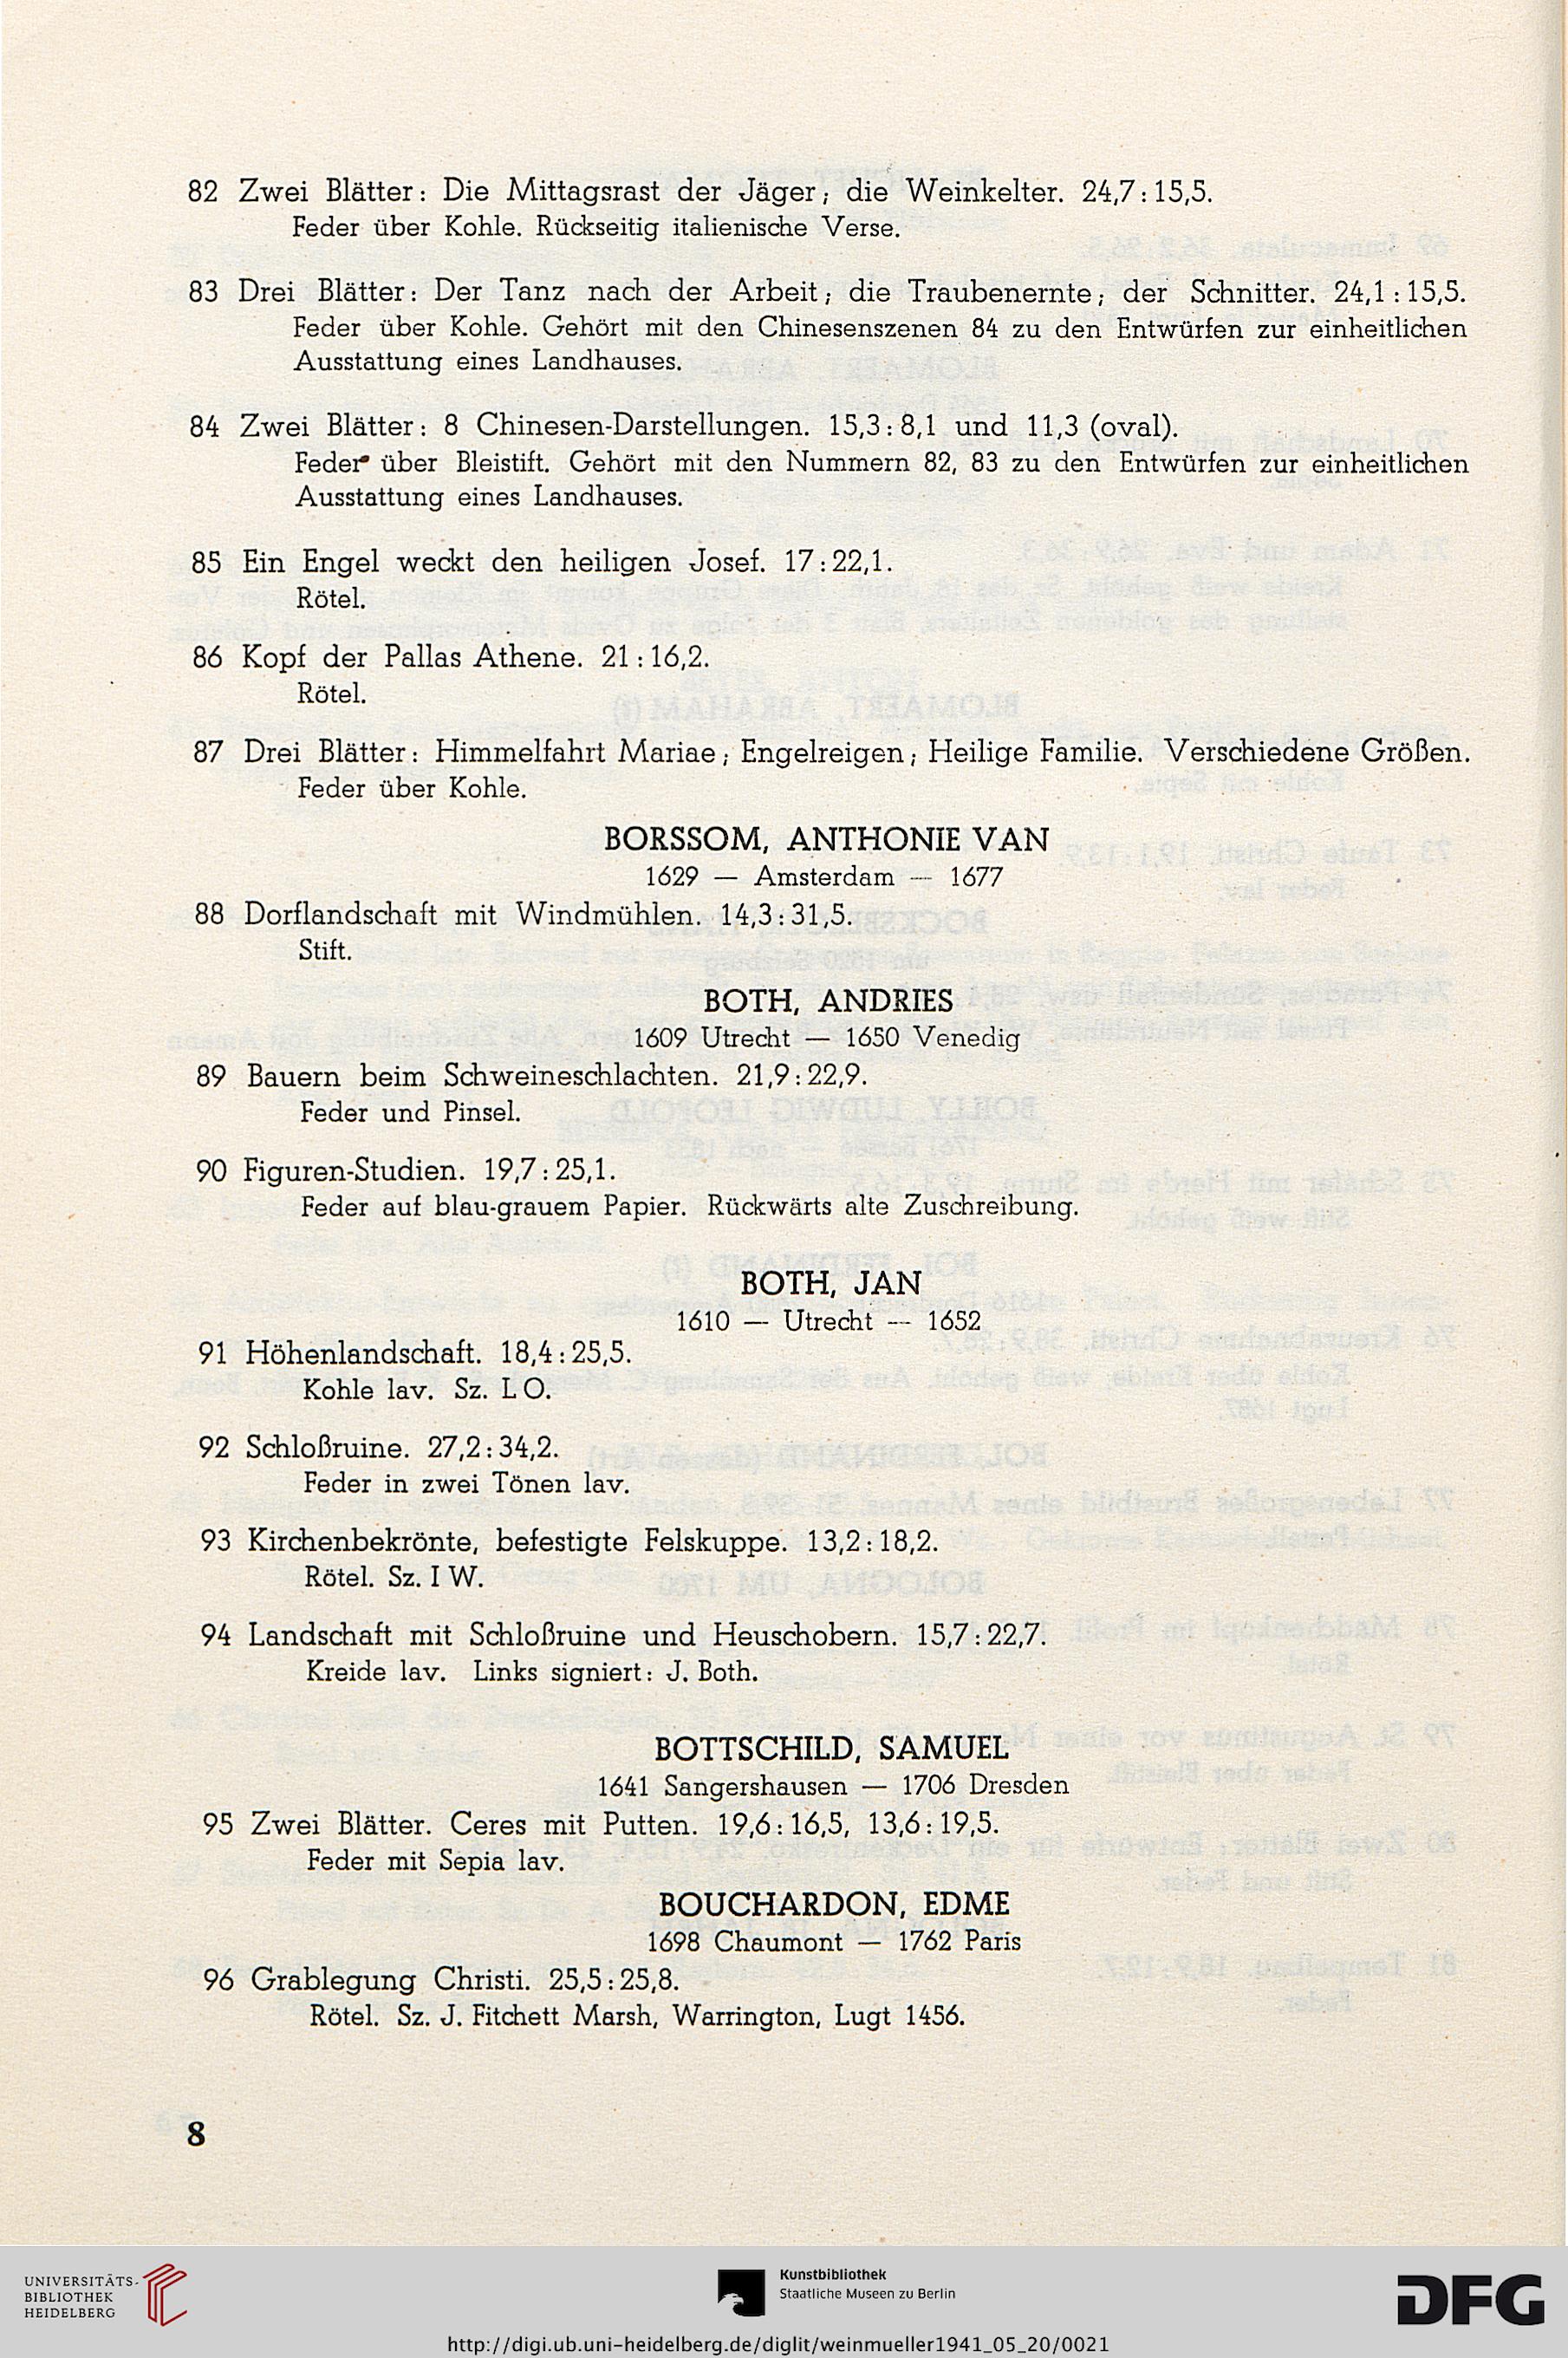 82 Zwei Blätter: Die Mittagsrast der Jäger; die Weinkelter. 24,7:15,5.
Feder über Kohle. Rückseitig italienische Verse.
83 Drei Blätter: Der Tanz nach der Arbeit; die Traubenernte; der Schnitter. 24,1:15,5.
Feder über Kohle. Gehört mit den Chinesenszenen 84 zu den Entwürfen zur einheitlichen
Ausstattung eines Landhauses.
84 Zwei Blätter: 8 Chinesen-Darstellungen. 15,3:8,1 und 11,3 (oval).
Feder über Bleistift. Gehört mit den Nummern 82, 83 zu den Entwürfen zur einheitlichen
Ausstattung eines Landhauses.
85 Ein Engel weckt den heiligen Josef. 17:22,1.
Rötel.
86 Kopf der Pallas Athene. 21:16,2.
Rötel.
87 Drei Blätter: Himmelfahrt Mariae; Engelreigen; Heilige Familie. Verschiedene Größen.
Feder über Kohle.
BORSSOM, ANTHONIE VAN
1629 — Amsterdam — 1677
88 Dorflandschaft mit Windmühlen. 14,3:31,5.
Stift.
BOTH, ANDRIES
1609 Utrecht — 1650 Venedig
89 Bauern beim Schweineschlachten. 21,9:22,9.
Feder und Pinsel.
90 Figuren-Studien. 19,7:25,1.
Feder auf blau-grauem Papier. Rückwärts alte Zuschreibung.
BOTH, JAN
1610 — Utrecht — 1652
91 Höhenlandschaft. 18,4:25,5.
Kohle lav. Sz. L O.
92 Schloßruine. 27,2:34,2.
Feder in zwei Tönen lav.
93 Kirchenbekrönte, befestigte Felskuppe. 13,2:18,2.
Rötel. Sz. I W.
94 Landschaft mit Schloßruine und Heuschobern. 15,7:22,7.
Kreide lav. Links signiert: J. Both.
BOTTSCHILD, SAMUEL
1641 Sangershausen — 1706 Dresden
95 Zwei Blätter. Ceres mit Putten. 19,6:16,5, 13,6:19,5.
Feder mit Sepia lav.
BOUCHARDON, EDME
1698 Chaumont — 1762 Paris
96 Grablegung Christi. 25,5:25,8.
Rötel. Sz. J. Fitchett Marsh, Warrington, Lugt 1456.
8
UNIVERSITÄTS-
BIBLIOTHEK
HEIDELBERG
Kunstbibliothek
Staatliche Museen zu Berlin
DFG
http://digi.ub.uni-heidelberg.de/diglit/weinmueller1941_05_20/0021